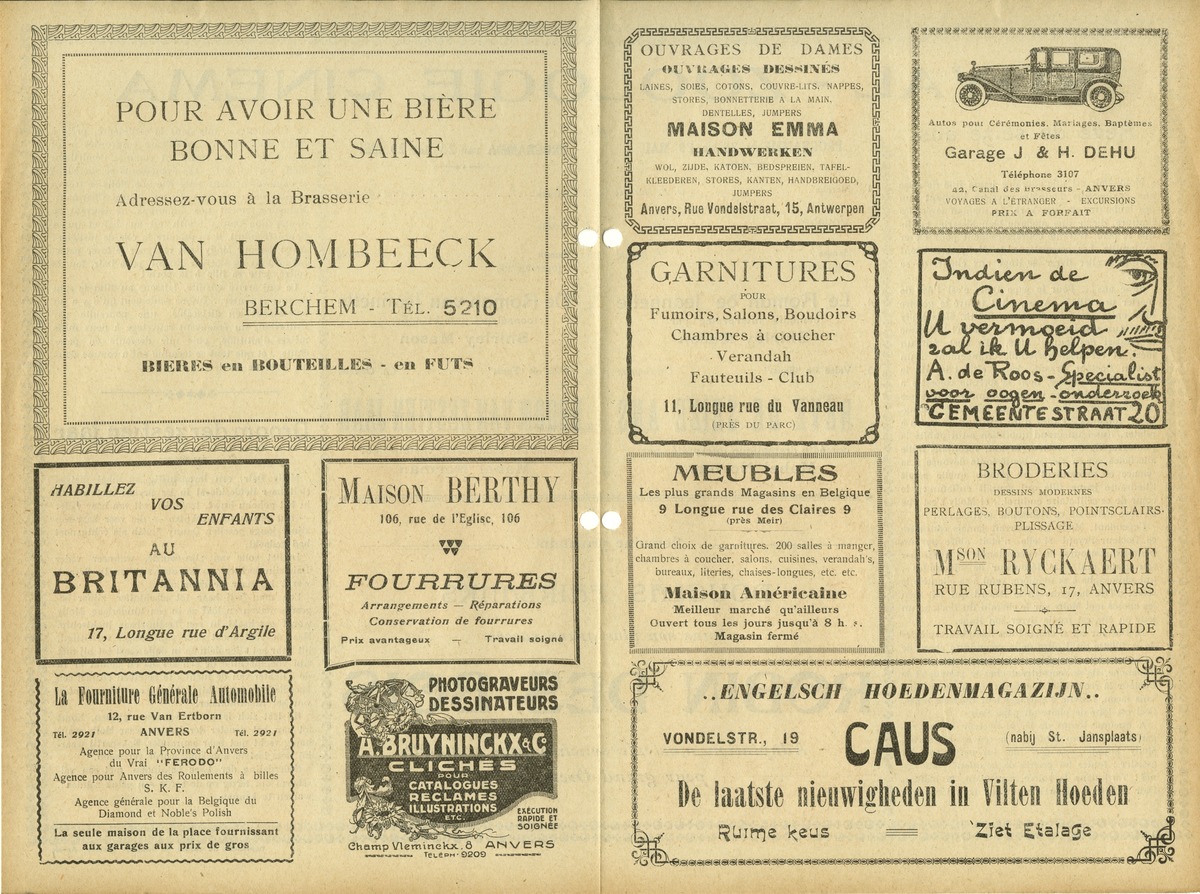 POUR AVOIR UNE BIÈRE
BONNE ET SAINE
Adressez-vous à la Brasserie
VAN HOMBEECK
BERCHEM - TÉL. 5210
BIERES en BOUTEILLES - en FUTS
HABILLEZ
VOS
ENFANTS
AU
BRITANNIA
17, Longue rue d'Argile
MAISON BERTHY
106, rue de l'Eglise, 106
FOURRURES
Arrangements — Réparations
Conservation de fourrures
Prix avantageux — Travail soigné
La Fourniture Générale Automobile
12, rue Van Ertborn
Tél. 2921 ANVERS Tél. 2921
Agence pour la Province d'Anvers
du Vrai "FERODO"
Agence pour Anvers des Roulements à billes
S. K. F.
Agence générale pour la Belgique du
Diamond et Noble's Polish
La seule maison de la place fournissant
aux garages aux prix de gros
PHOTOGRAVEURS
DESSINATEURS
A. BRUYNINCKX & Co
CLICHÉS
POUR
CATALOGUES
RECLAMES
ILLUSTRATIONS
ETC.
EXÉCUTION
RAPIDE ET
SOIGNÉE
Champ Vleminckx. 8 ANVERS
TELÉPH-9209
OUVRAGES DE DAMES
OUVRAGES DESSINÉS
LAINES, SOIES, COTONS, COUVRE-LITS, NAPPES,
STORES, BONNETTERIE A LA MAIN,
DENTELLES, JUMPERS
MAISON EMMA
HANDWERKEN
WOL, ZIJDE, KATOEN, BEDSPREIEN, TAFEL-
KLEEDEREN, STORES, KANTEN, HANDBREIGOED,
JUMPERS
Anvers, Rue Vondelstraat, 15, Antwerpen
Autos pour Cérémonies, Mariages, Baptèmes
et Fêtes
Garage J & H. DEHU
Téléphone 3107
42, Canal des Brasseurs - ANVERS
VOYAGES A L'ÉTRANGER - EXCURSIONS
PRIX A FORFAIT
GARNITURES
POUR
Fumoirs, Salons, Boudoirs
Chambres à coucher
Verandah
Fauteuils - Club
11, Longue rue du Vanneau
(PRÈS DU PARC)
Indien de
Cinema
U vermoeid
zal ik U helpen.
A. de Roos - Specialist
voor oogen-onderzoek
GEMEENTESTRAAT 20
MEUBLES
Les plus grands Magasins en Belgique
9 Longue rue des Claires 9
(près Meir)
Grand choix de garnitures. 200 salles à manger,
chambres à coucher, salons, cuisines, verandah's,
bureaux, literies, chaises-longues, etc. etc.
Maison Américaine
Meilleur marché qu'ailleurs
Ouvert tous les jours jusqu'à 8 h. s.
Magasin fermé
BRODERIES
DESSINS MODERNES
PERLAGES, BOUTONS, POINTSCLAIRS-
PLISSAGE
MSON RYCKAERT
RUE RUBENS, 17, ANVERS
TRAVAIL SOIGNÉ ET RAPIDE
..ENGELSCH HOEDENMAGAZIJN..
VONDELSTR., 19 CAUS (nabij St. Jansplaats)
De laatste nieuwigheden in Vilten Hoeden
Ruime keus Ziet Etalage